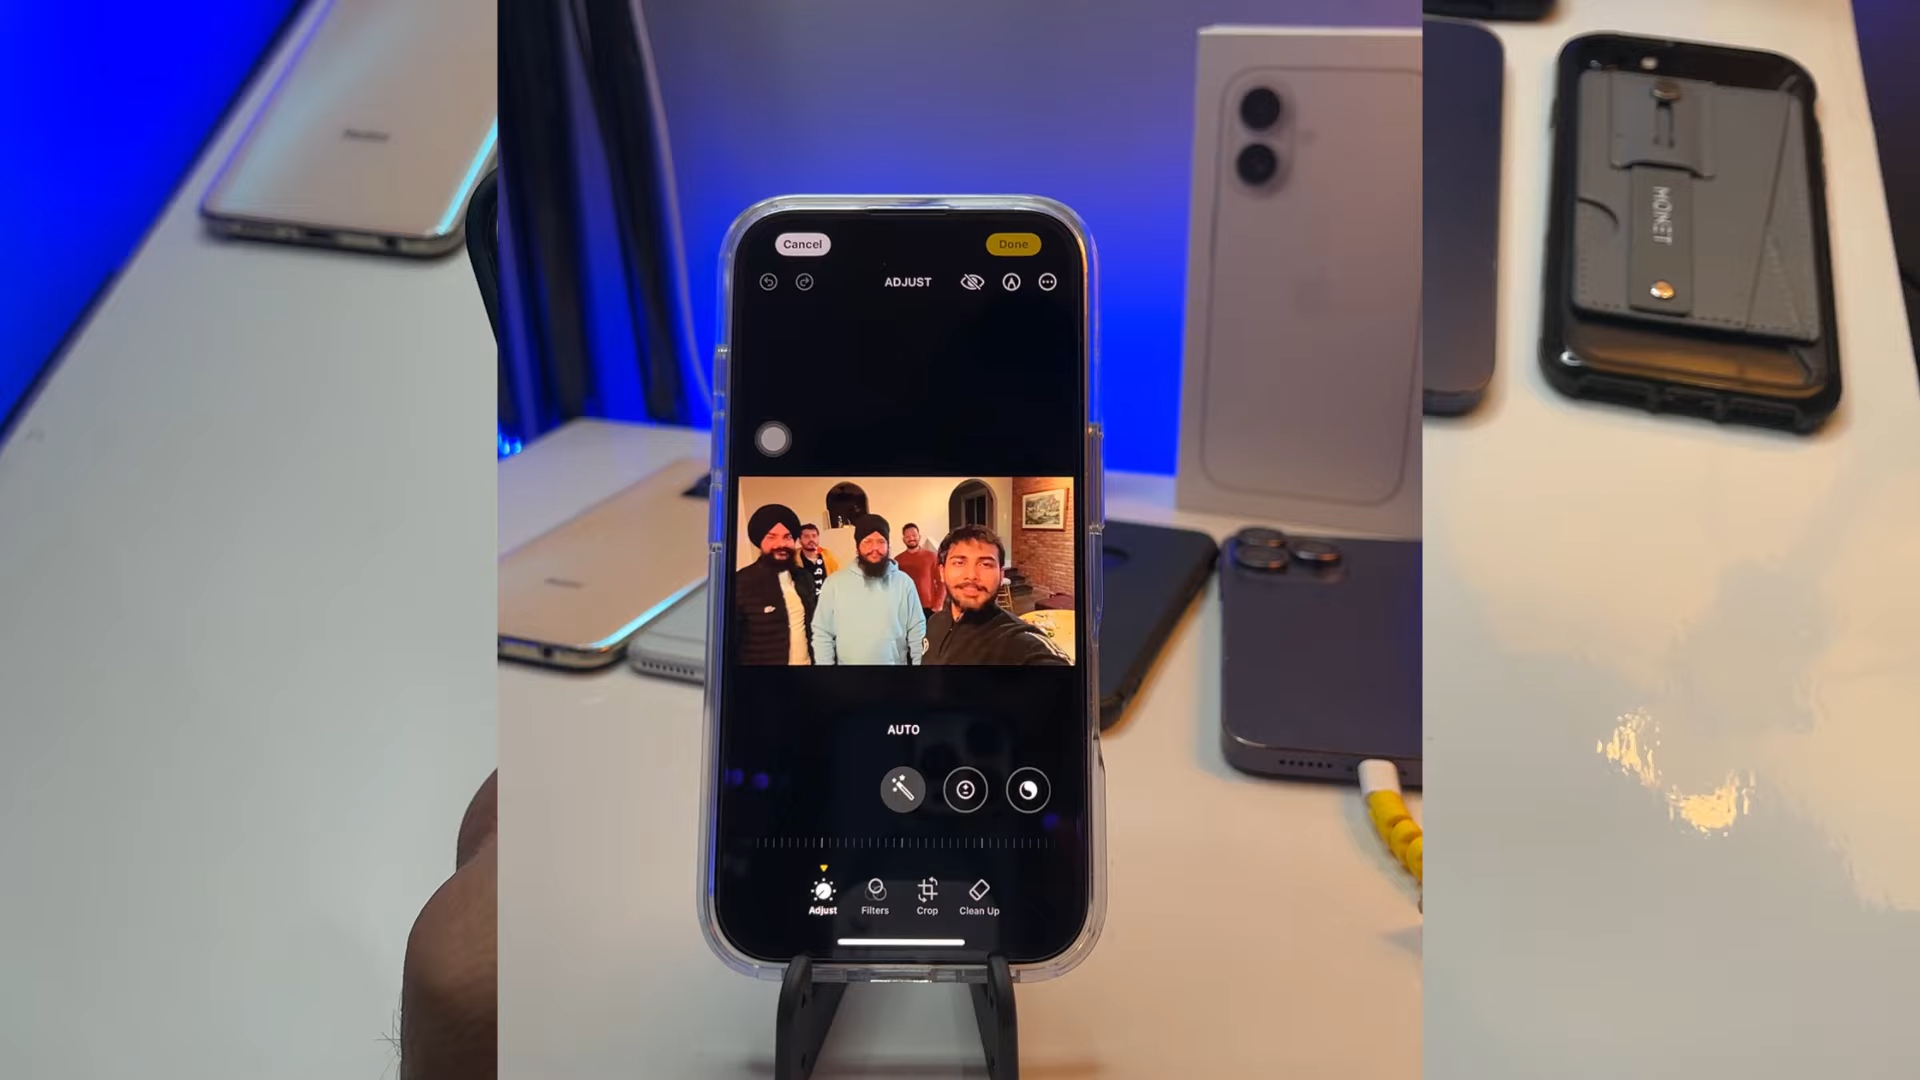 Cancel
Done
ADJUST
AUTO
Adjust
Filters
Crop
Clean Up
MONET